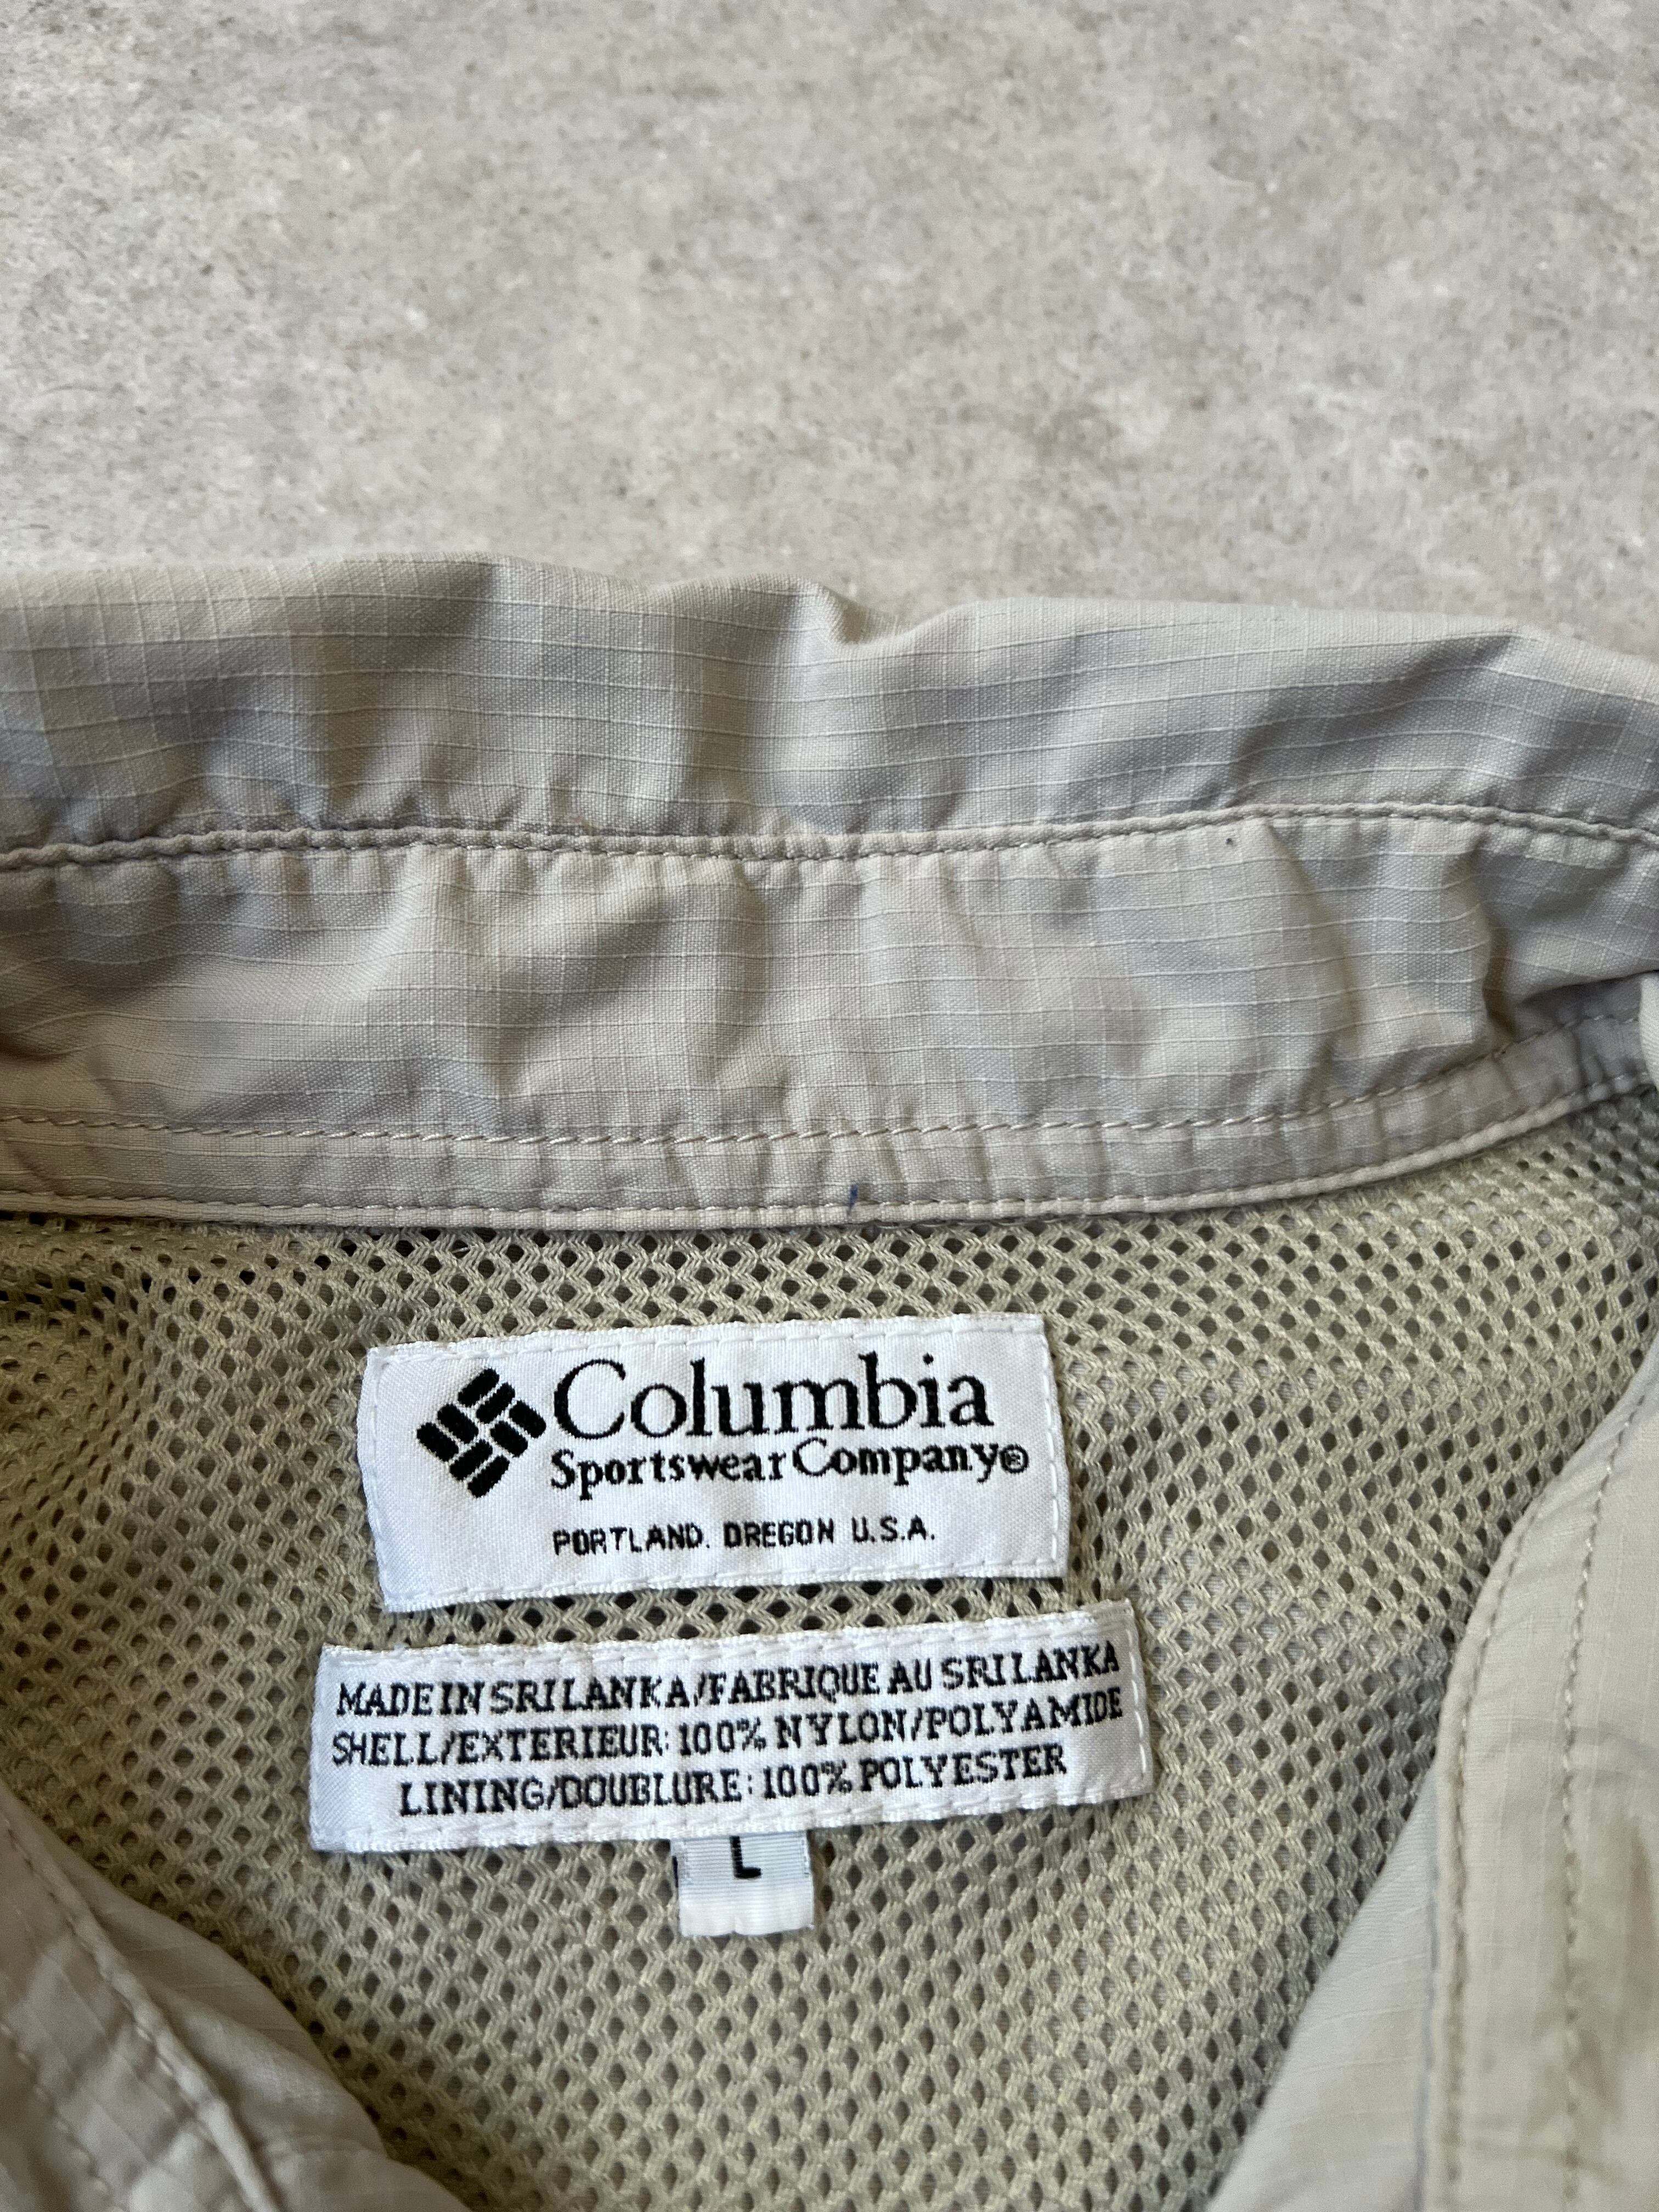 Columbia
Sportswear Company®
PORTLAND, OREGON U.S.A.
MADE IN SRI LANKA/FABRIQUE AU SRI LANKA
SHELL/EXTERIEUR: 100% NYLON/POLYAMIDE
LINING/DOUBLURE: 100% POLYESTER
L